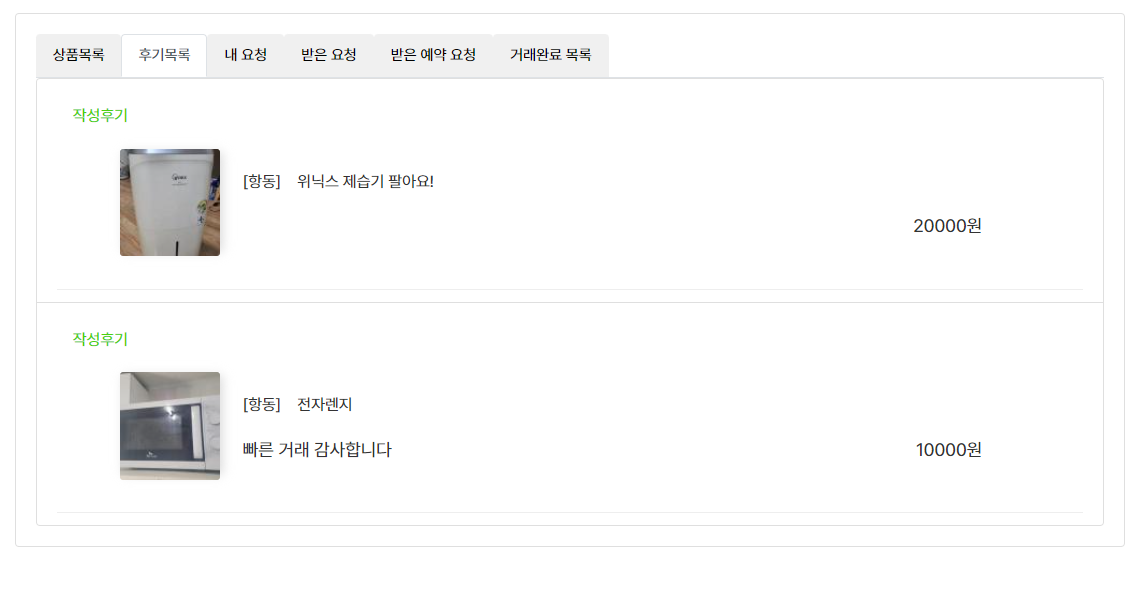 상품목록 후기목록 내 요청 받은 요청 받은 예약 요청 거래완료 목록
작성후기
[항동] 위닉스 제습기 팔아요!
20000원
작성후기
[항동] 전자렌지
빠른 거래 감사합니다 10000원